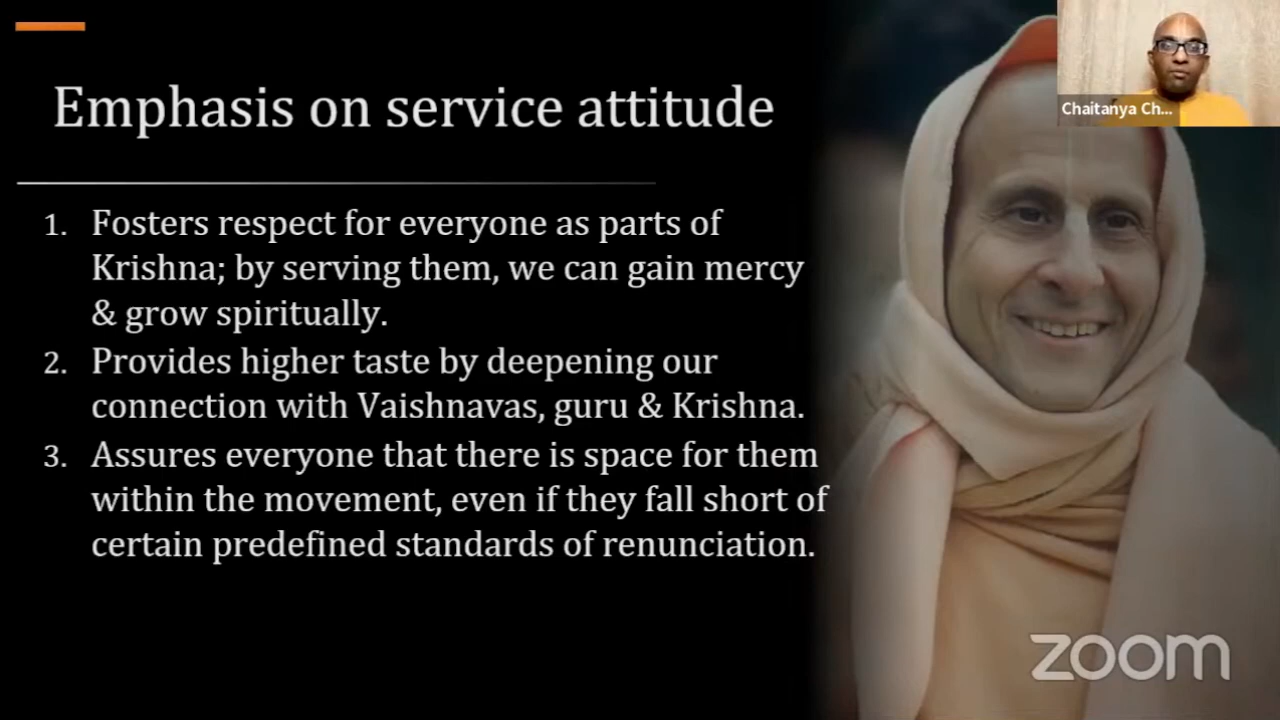 Emphasis on service attitude
Chaitanya Ch...
1. Fosters respect for everyone as parts of
Krishna; by serving them, we can gain mercy
& grow spiritually.
2. Provides higher taste by deepening our
connection with Vaishnavas, guru & Krishna.
3. Assures everyone that there is space for them
within the movement, even if they fall short of
certain predefined standards of renunciation.
zoom